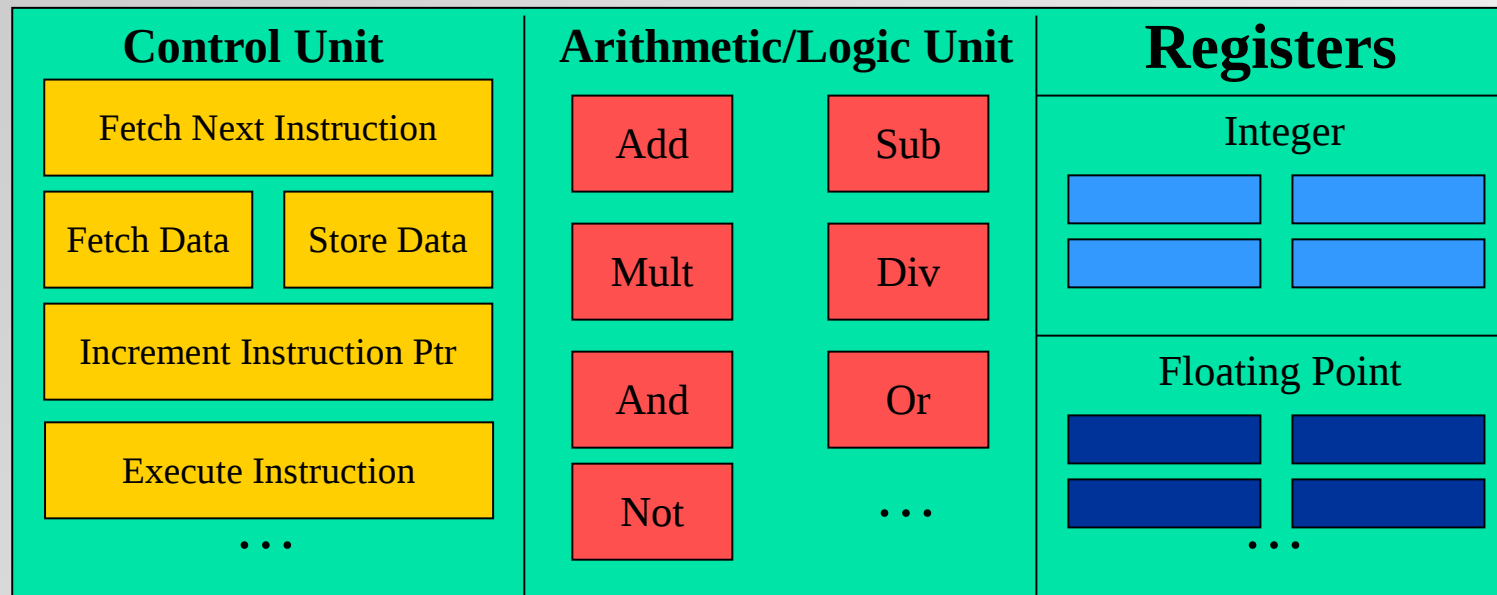 Control Unit
Fetch Next Instruction
Fetch Data
Store Data
Increment Instruction Ptr
Execute Instruction
...
Arithmetic/Logic Unit
Add
Sub
Mult
Div
And
Or
Not
...
Registers
Integer
Floating Point
...